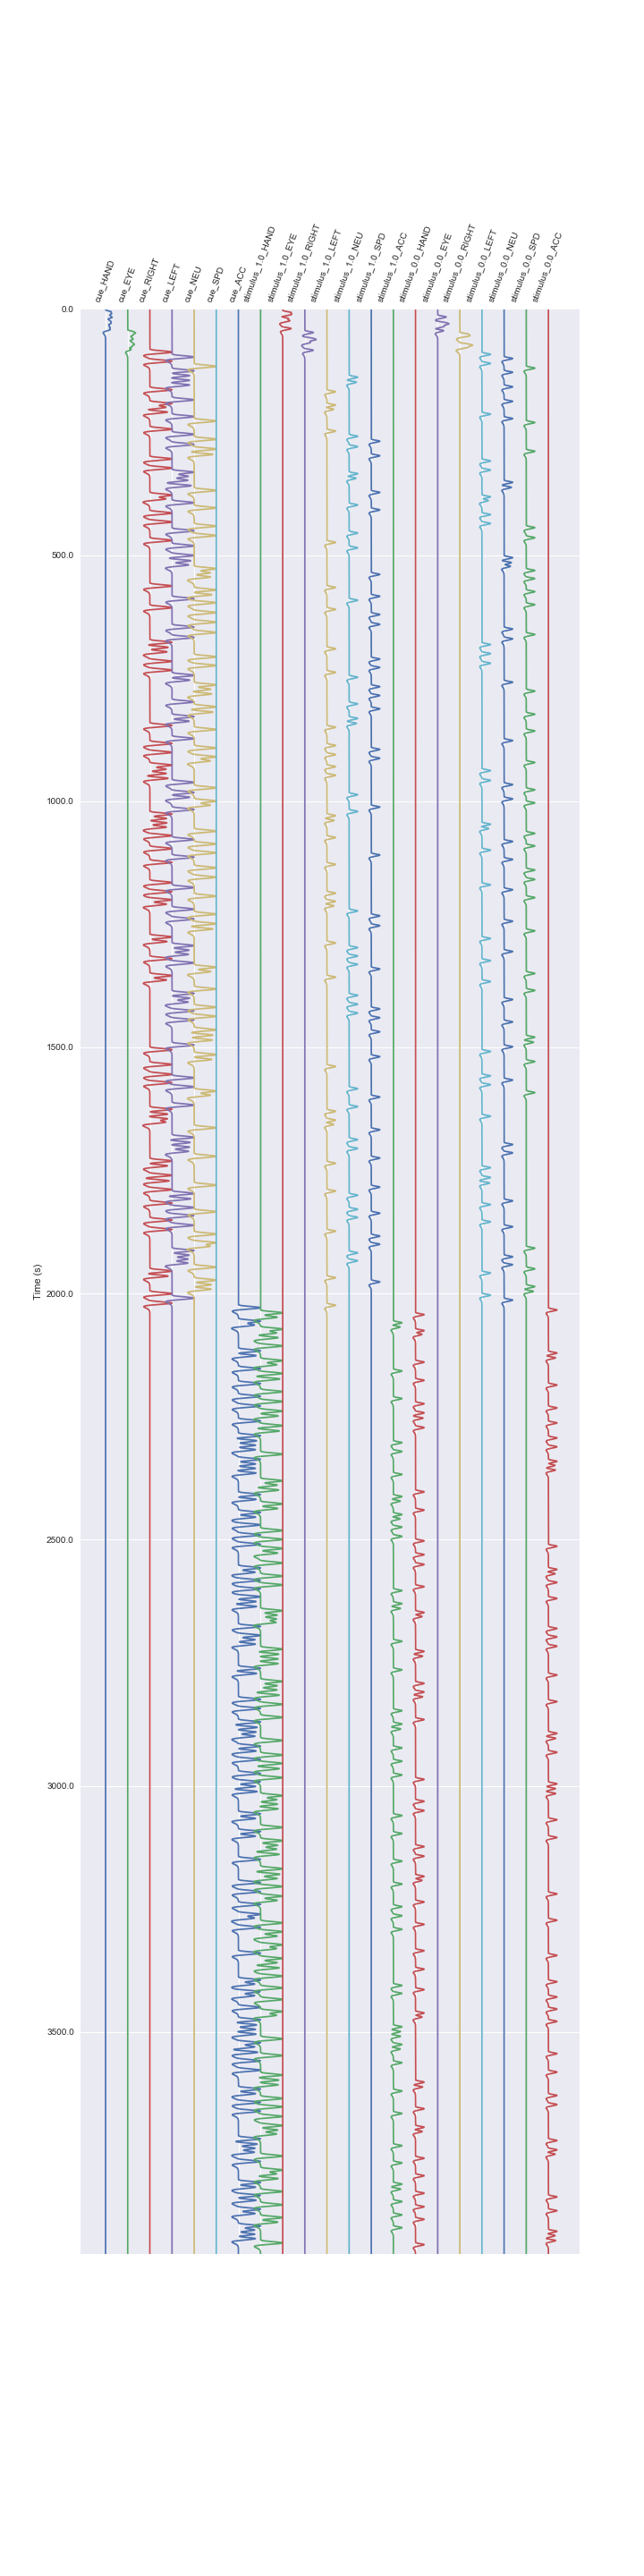 cue_HAND
cue_EYE
cue_RIGHT
cue_LEFT
cue_NEU
cue_SPD
cue_ACC
stimulus_1.0_HAND
stimulus_1.0_EYE
stimulus_1.0_RIGHT
stimulus_1.0_LEFT
stimulus_1.0_NEU
stimulus_1.0_SPD
stimulus_1.0_ACC
stimulus_0.0_HAND
stimulus_0.0_EYE
stimulus_0.0_RIGHT
stimulus_0.0_LEFT
stimulus_0.0_NEU
stimulus_0.0_SPD
stimulus_0.0_ACC
0.0
500.0
1000.0
1500.0
Time (s)
2000.0
2500.0
3000.0
3500.0